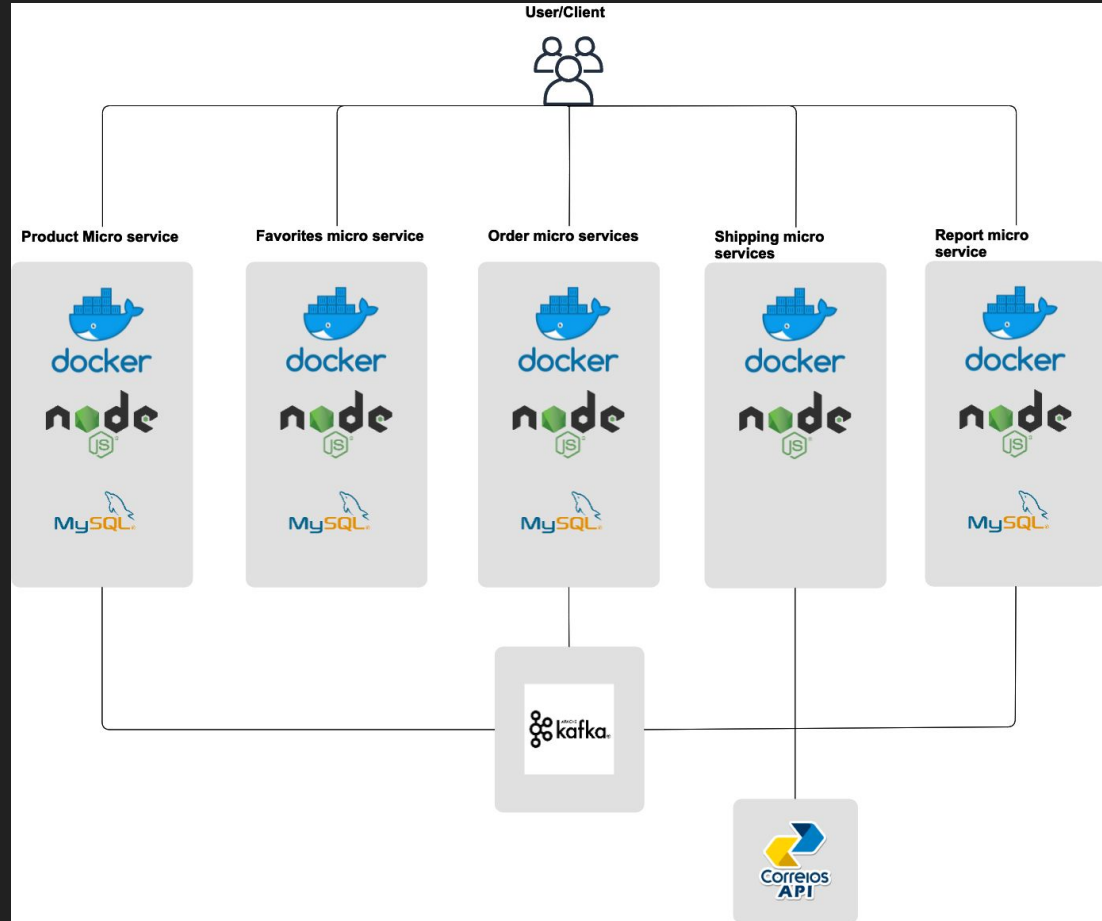 User/Client
Product Micro service
Favorites micro service
Order micro services
Shipping micro
services
Report micro
service
docker
docker
docker
docker
docker
node
JS
node
JS
node
JS
node
JS
node
JS
MySQL
MySQL
MySQL
MySQL
APACHE
kafka
Correios
API